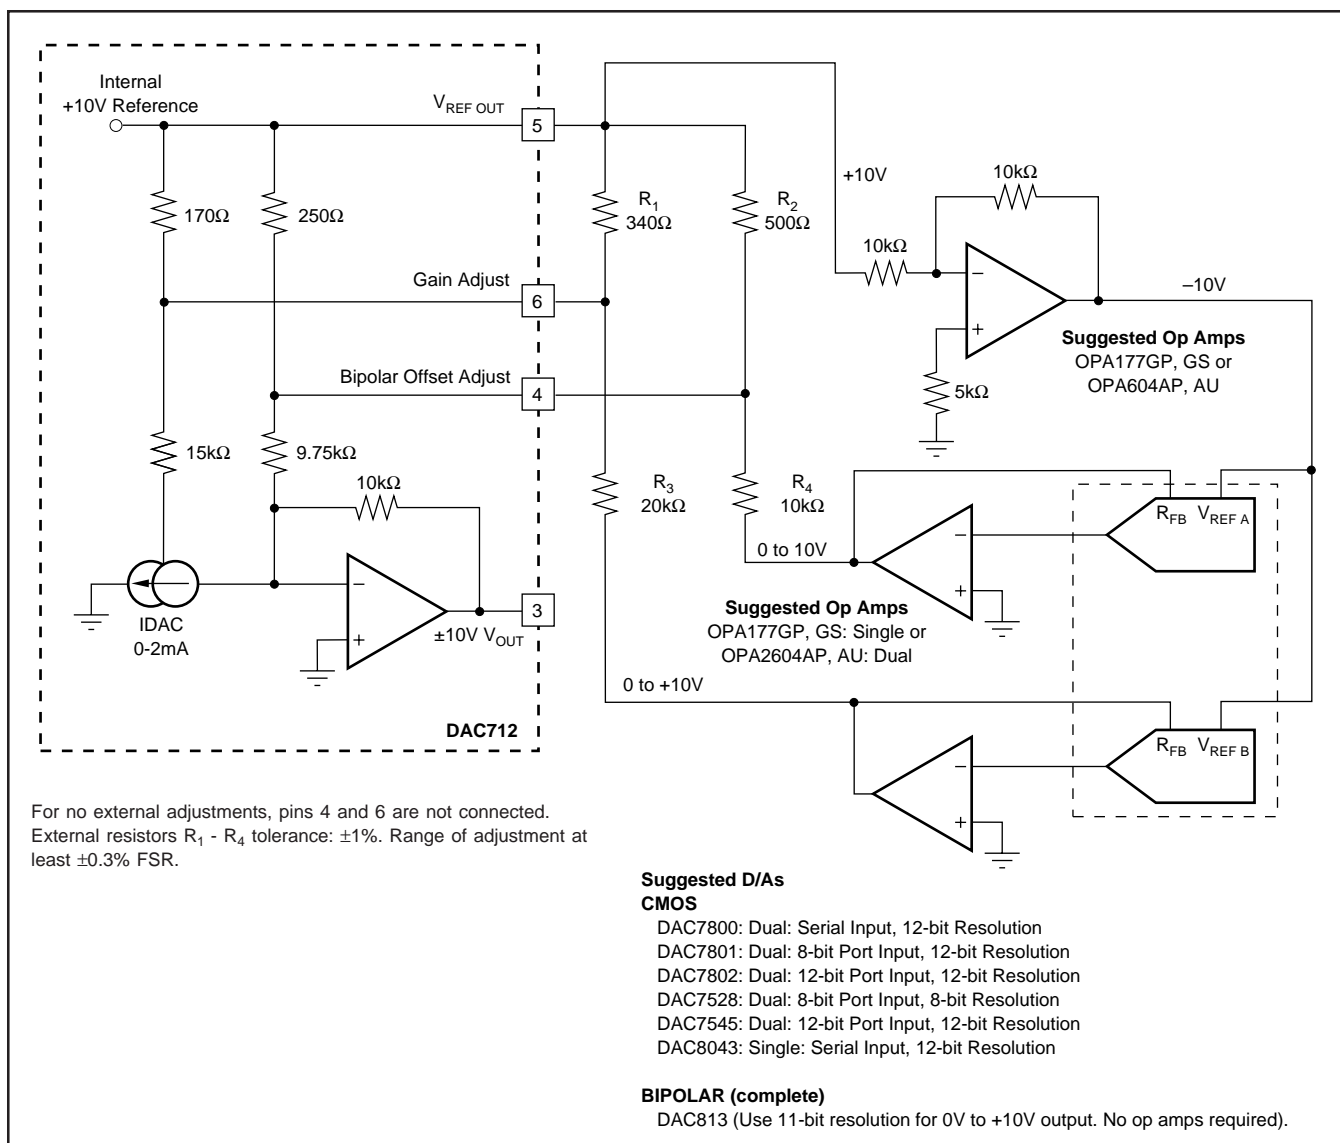 Internal
+10V Reference
V_REF OUT
5
170Ω
250Ω
R1
340Ω
R2
500Ω
+10V
10kΩ
10kΩ
−
+
–10V
Gain Adjust
6
Suggested Op Amps
OPA177GP, GS or
OPA604AP, AU
5kΩ
Bipolar Offset Adjust
4
15kΩ
9.75kΩ
10kΩ
R3
20kΩ
R4
10kΩ
0 to 10V
−
+
R_FB V_REF A
IDAC
0-2mA
−
+
±10V V_OUT
3
Suggested Op Amps
OPA177GP, GS: Single or
OPA2604AP, AU: Dual
0 to +10V
DAC712
−
+
R_FB V_REF B
For no external adjustments, pins 4 and 6 are not connected.
External resistors R1 - R4 tolerance: ±1%. Range of adjustment at
least ±0.3% FSR.
Suggested D/As
CMOS
DAC7800: Dual: Serial Input, 12-bit Resolution
DAC7801: Dual: 8-bit Port Input, 12-bit Resolution
DAC7802: Dual: 12-bit Port Input, 12-bit Resolution
DAC7528: Dual: 8-bit Port Input, 8-bit Resolution
DAC7545: Dual: 12-bit Port Input, 12-bit Resolution
DAC8043: Single: Serial Input, 12-bit Resolution
BIPOLAR (complete)
DAC813 (Use 11-bit resolution for 0V to +10V output. No op amps required).